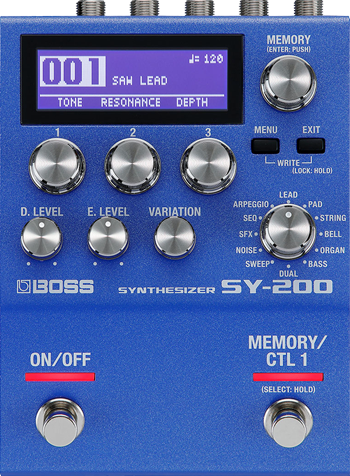 MEMORY
(ENTER: PUSH)
001 SAW LEAD ♩= 120
TONE RESONANCE DEPTH
1 2 3
MENU EXIT
WRITE
(LOCK: HOLD)
D. LEVEL E. LEVEL VARIATION
LEAD
ARPEGGIO PAD
SEQ STRING
SFX BELL
NOISE ORGAN
SWEEP BASS
DUAL
BOSS SYNTHESIZER SY-200
ON/OFF MEMORY/
CTL 1
(SELECT: HOLD)